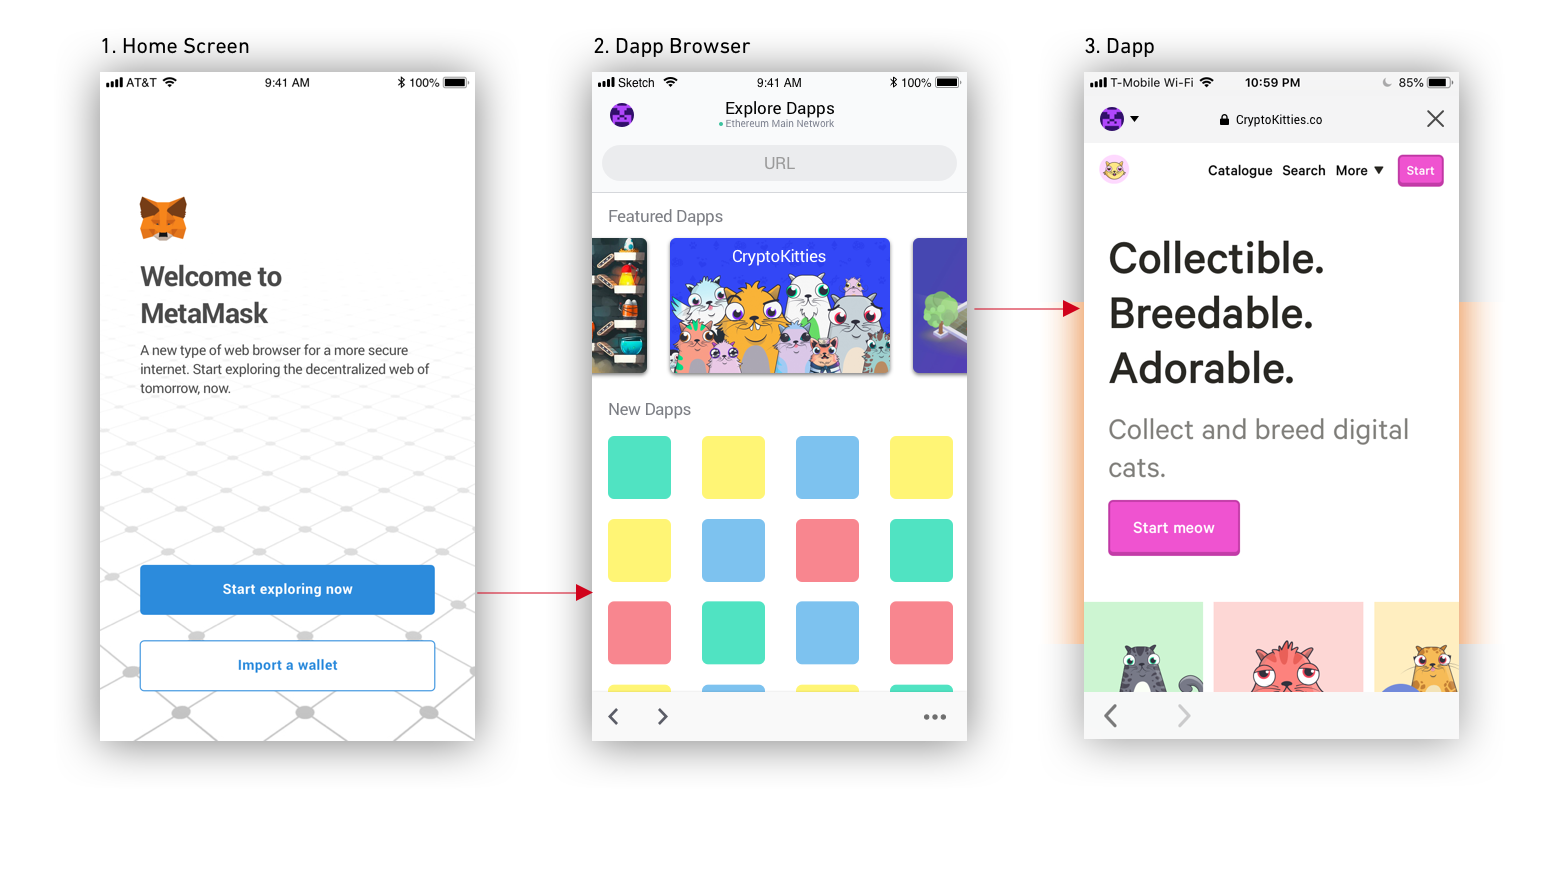 1. Home Screen
AT&T
9:41 AM
100%
Welcome to
MetaMask
A new type of web browser for a more secure
internet. Start exploring the decentralized web of
tomorrow, now.
Start exploring now
Import a wallet
2. Dapp Browser
Sketch
9:41 AM
100%
Explore Dapps
Ethereum Main Network
URL
Featured Dapps
CryptoKitties
New Dapps
3. Dapp
T-Mobile Wi-Fi
10:59 PM
85%
CryptoKitties.co
Catalogue Search More Start
Collectible.
Breedable.
Adorable.
Collect and breed digital
cats.
Start meow